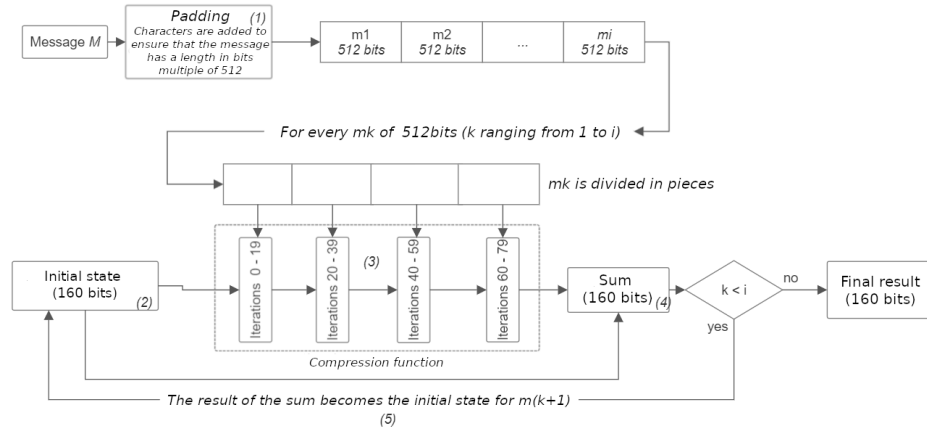 Message M
Padding (1)
Characters are added to
ensure that the message
has a length in bits
multiple of 512
m1
512 bits
m2
512 bits
...
mi
512 bits
For every mk of 512bits (k ranging from 1 to i)
mk is divided in pieces
Initial state
(160 bits)
(2)
Iterations 0 - 19
Iterations 20 - 39
(3)
Iterations 40 - 59
Iterations 60 - 79
Compression function
Sum
(160 bits)
(4)
k < i
no
yes
Final result
(160 bits)
The result of the sum becomes the initial state for m(k+1)
(5)